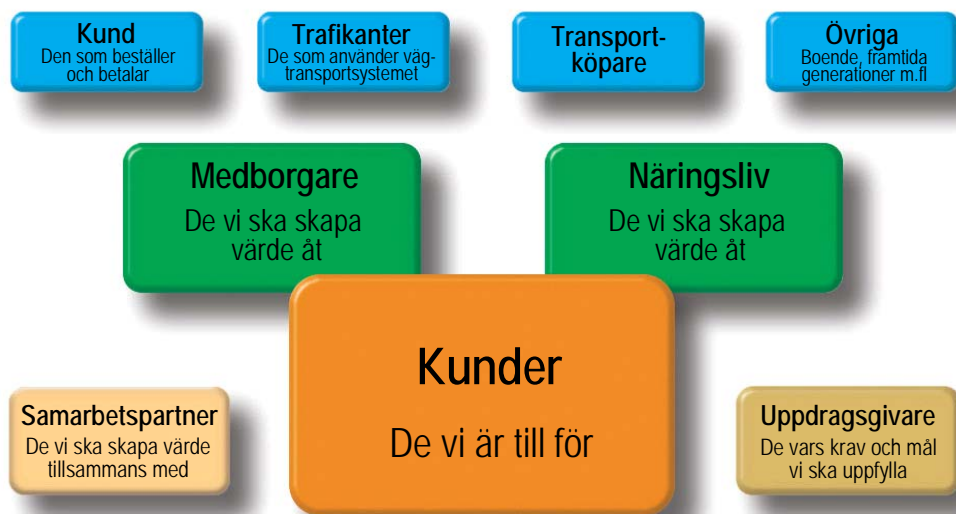 Kund
Den som beställer
och betalar
Trafikanter
De som använder väg-
transportsystemet
Transport-
köpare
Övriga
Boende, framtida
generationer m.fl
Medborgare
De vi ska skapa
värde åt
Näringsliv
De vi ska skapa
värde åt
Kunder
De vi är till för
Samarbetspartner
De vi ska skapa värde
tillsammans med
Uppdragsgivare
De vars krav och mål
vi ska uppfylla